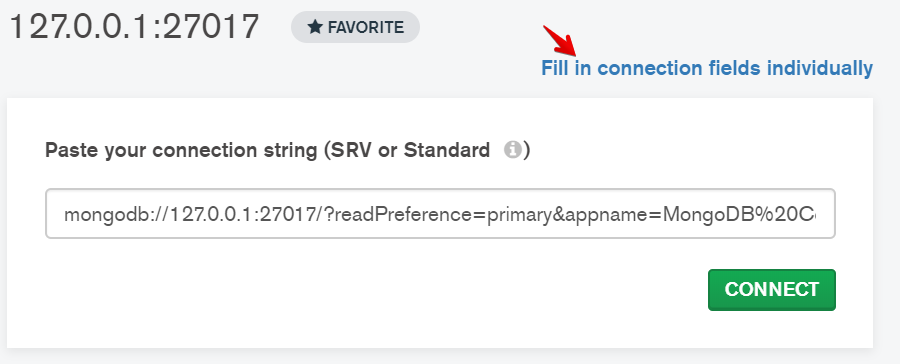 127.0.0.1:27017
FAVORITE
Fill in connection fields individually
Paste your connection string (SRV or Standard )
mongodb://127.0.0.1:27017/?readPreference=primary&appname=MongoDB%20C
CONNECT